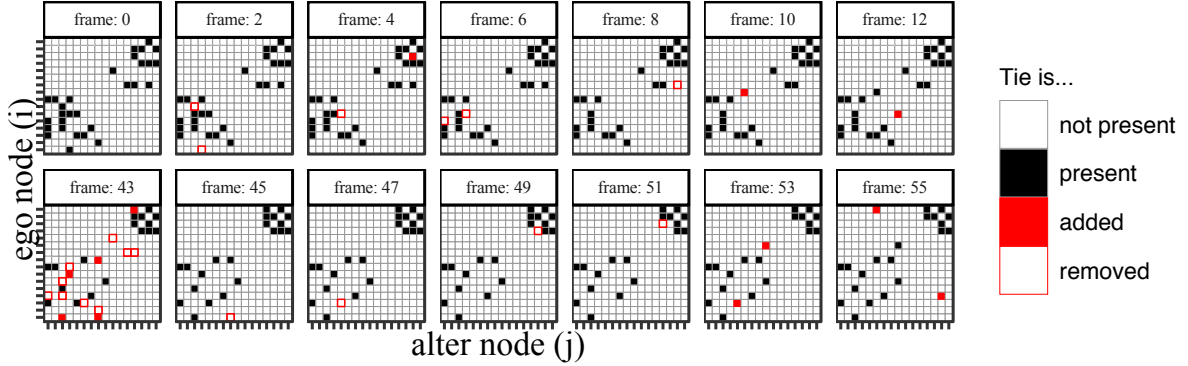 frame: 0
frame: 2
frame: 4
frame: 6
frame: 8
frame: 10
frame: 12
frame: 43
frame: 45
frame: 47
frame: 49
frame: 51
frame: 53
frame: 55
ego node (i)
alter node (j)
Tie is...
not present
present
added
removed